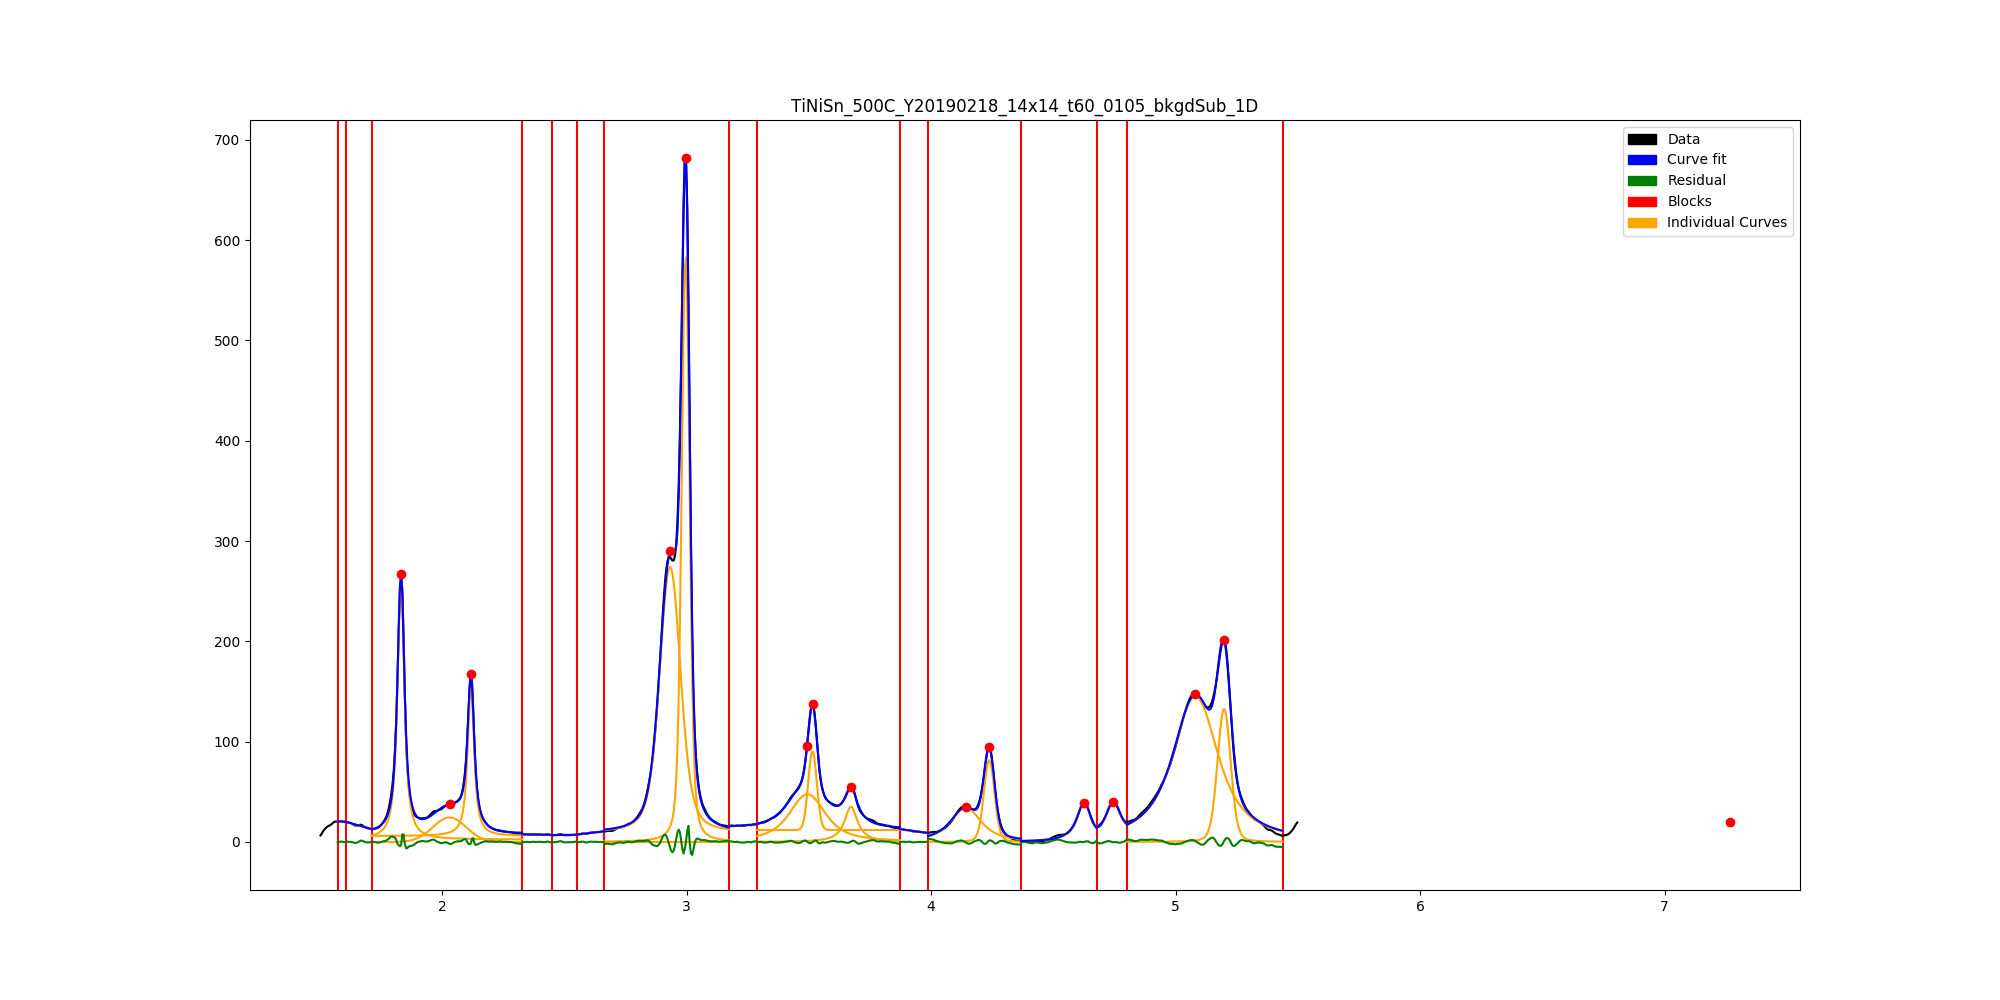 TiNiSn_500C_Y20190218_14x14_t60_0105_bkgdSub_1D
700
600
500
400
300
200
100
0
2
3
4
5
6
7
Data
Curve fit
Residual
Blocks
Individual Curves